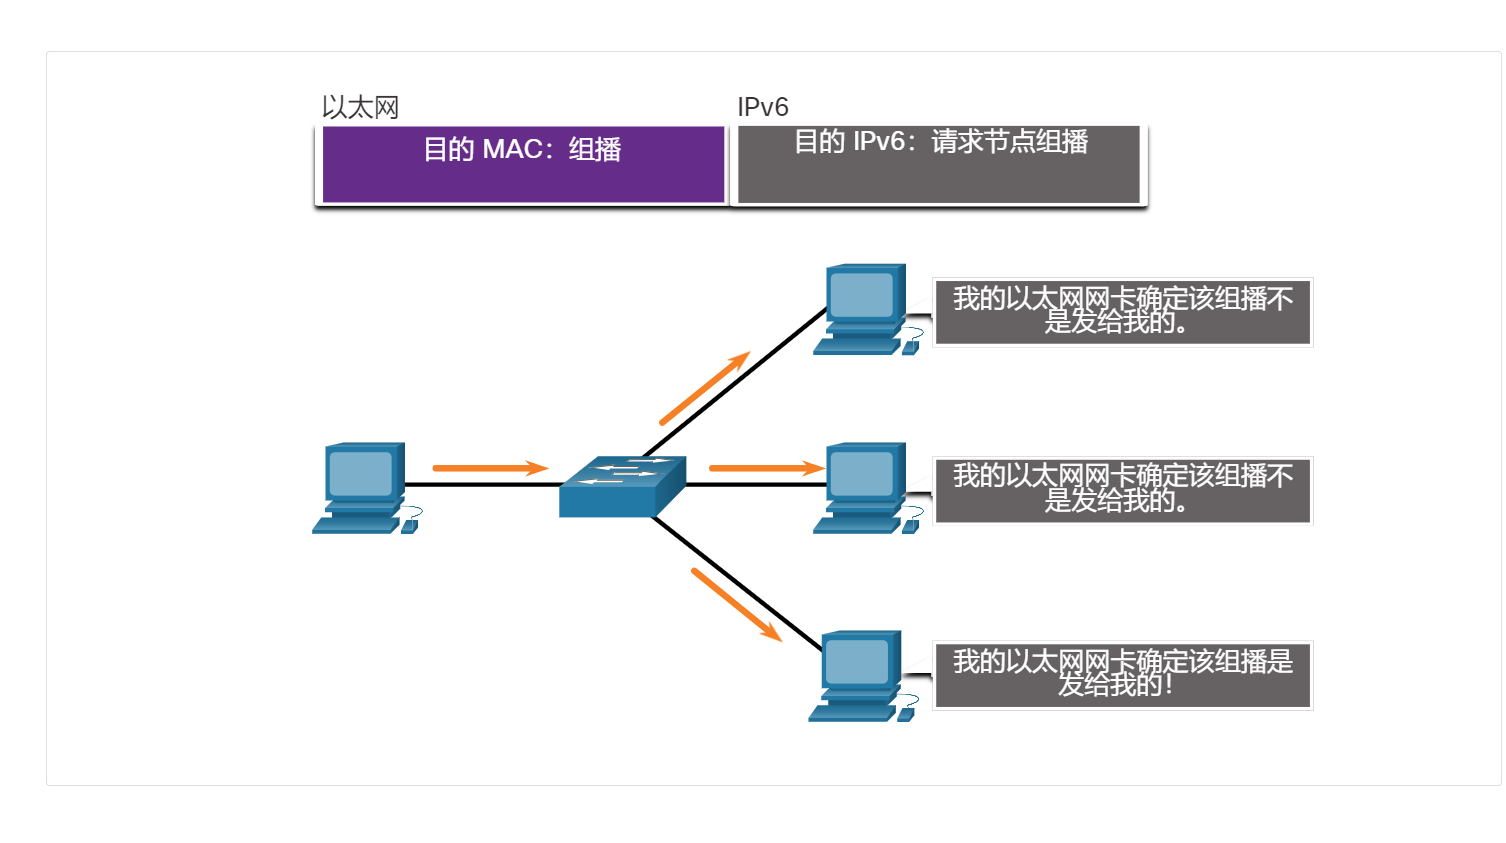 以太网
IPv6
目的 MAC：组播
目的 IPv6：请求节点组播
我的以太网网卡确定该组播不
是发给我的。
我的以太网网卡确定该组播不
是发给我的。
我的以太网网卡确定该组播是
发给我的！